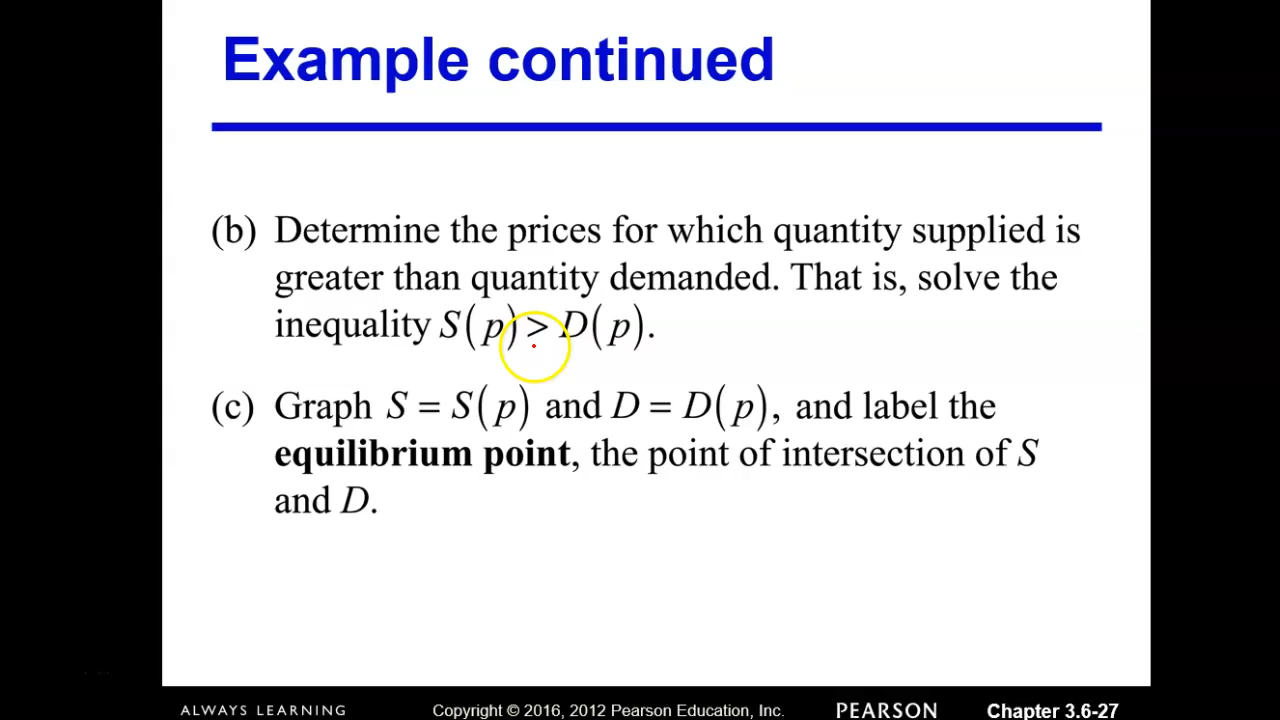 Example continued
(b) Determine the prices for which quantity supplied is
greater than quantity demanded. That is, solve the
inequality S(p) > D(p).
(c) Graph S = S(p) and D = D(p), and label the
equilibrium point, the point of intersection of S
and D.
ALWAYS LEARNING Copyright © 2016, 2012 Pearson Education, Inc. PEARSON Chapter 3.6-27